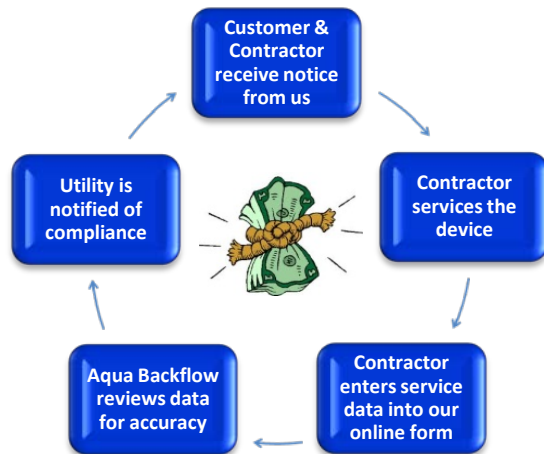 Customer &
Contractor
receive notice
from us
Contractor
services the
device
Contractor
enters service
data into our
online form
Aqua Backflow
reviews data
for accuracy
Utility is
notified of
compliance